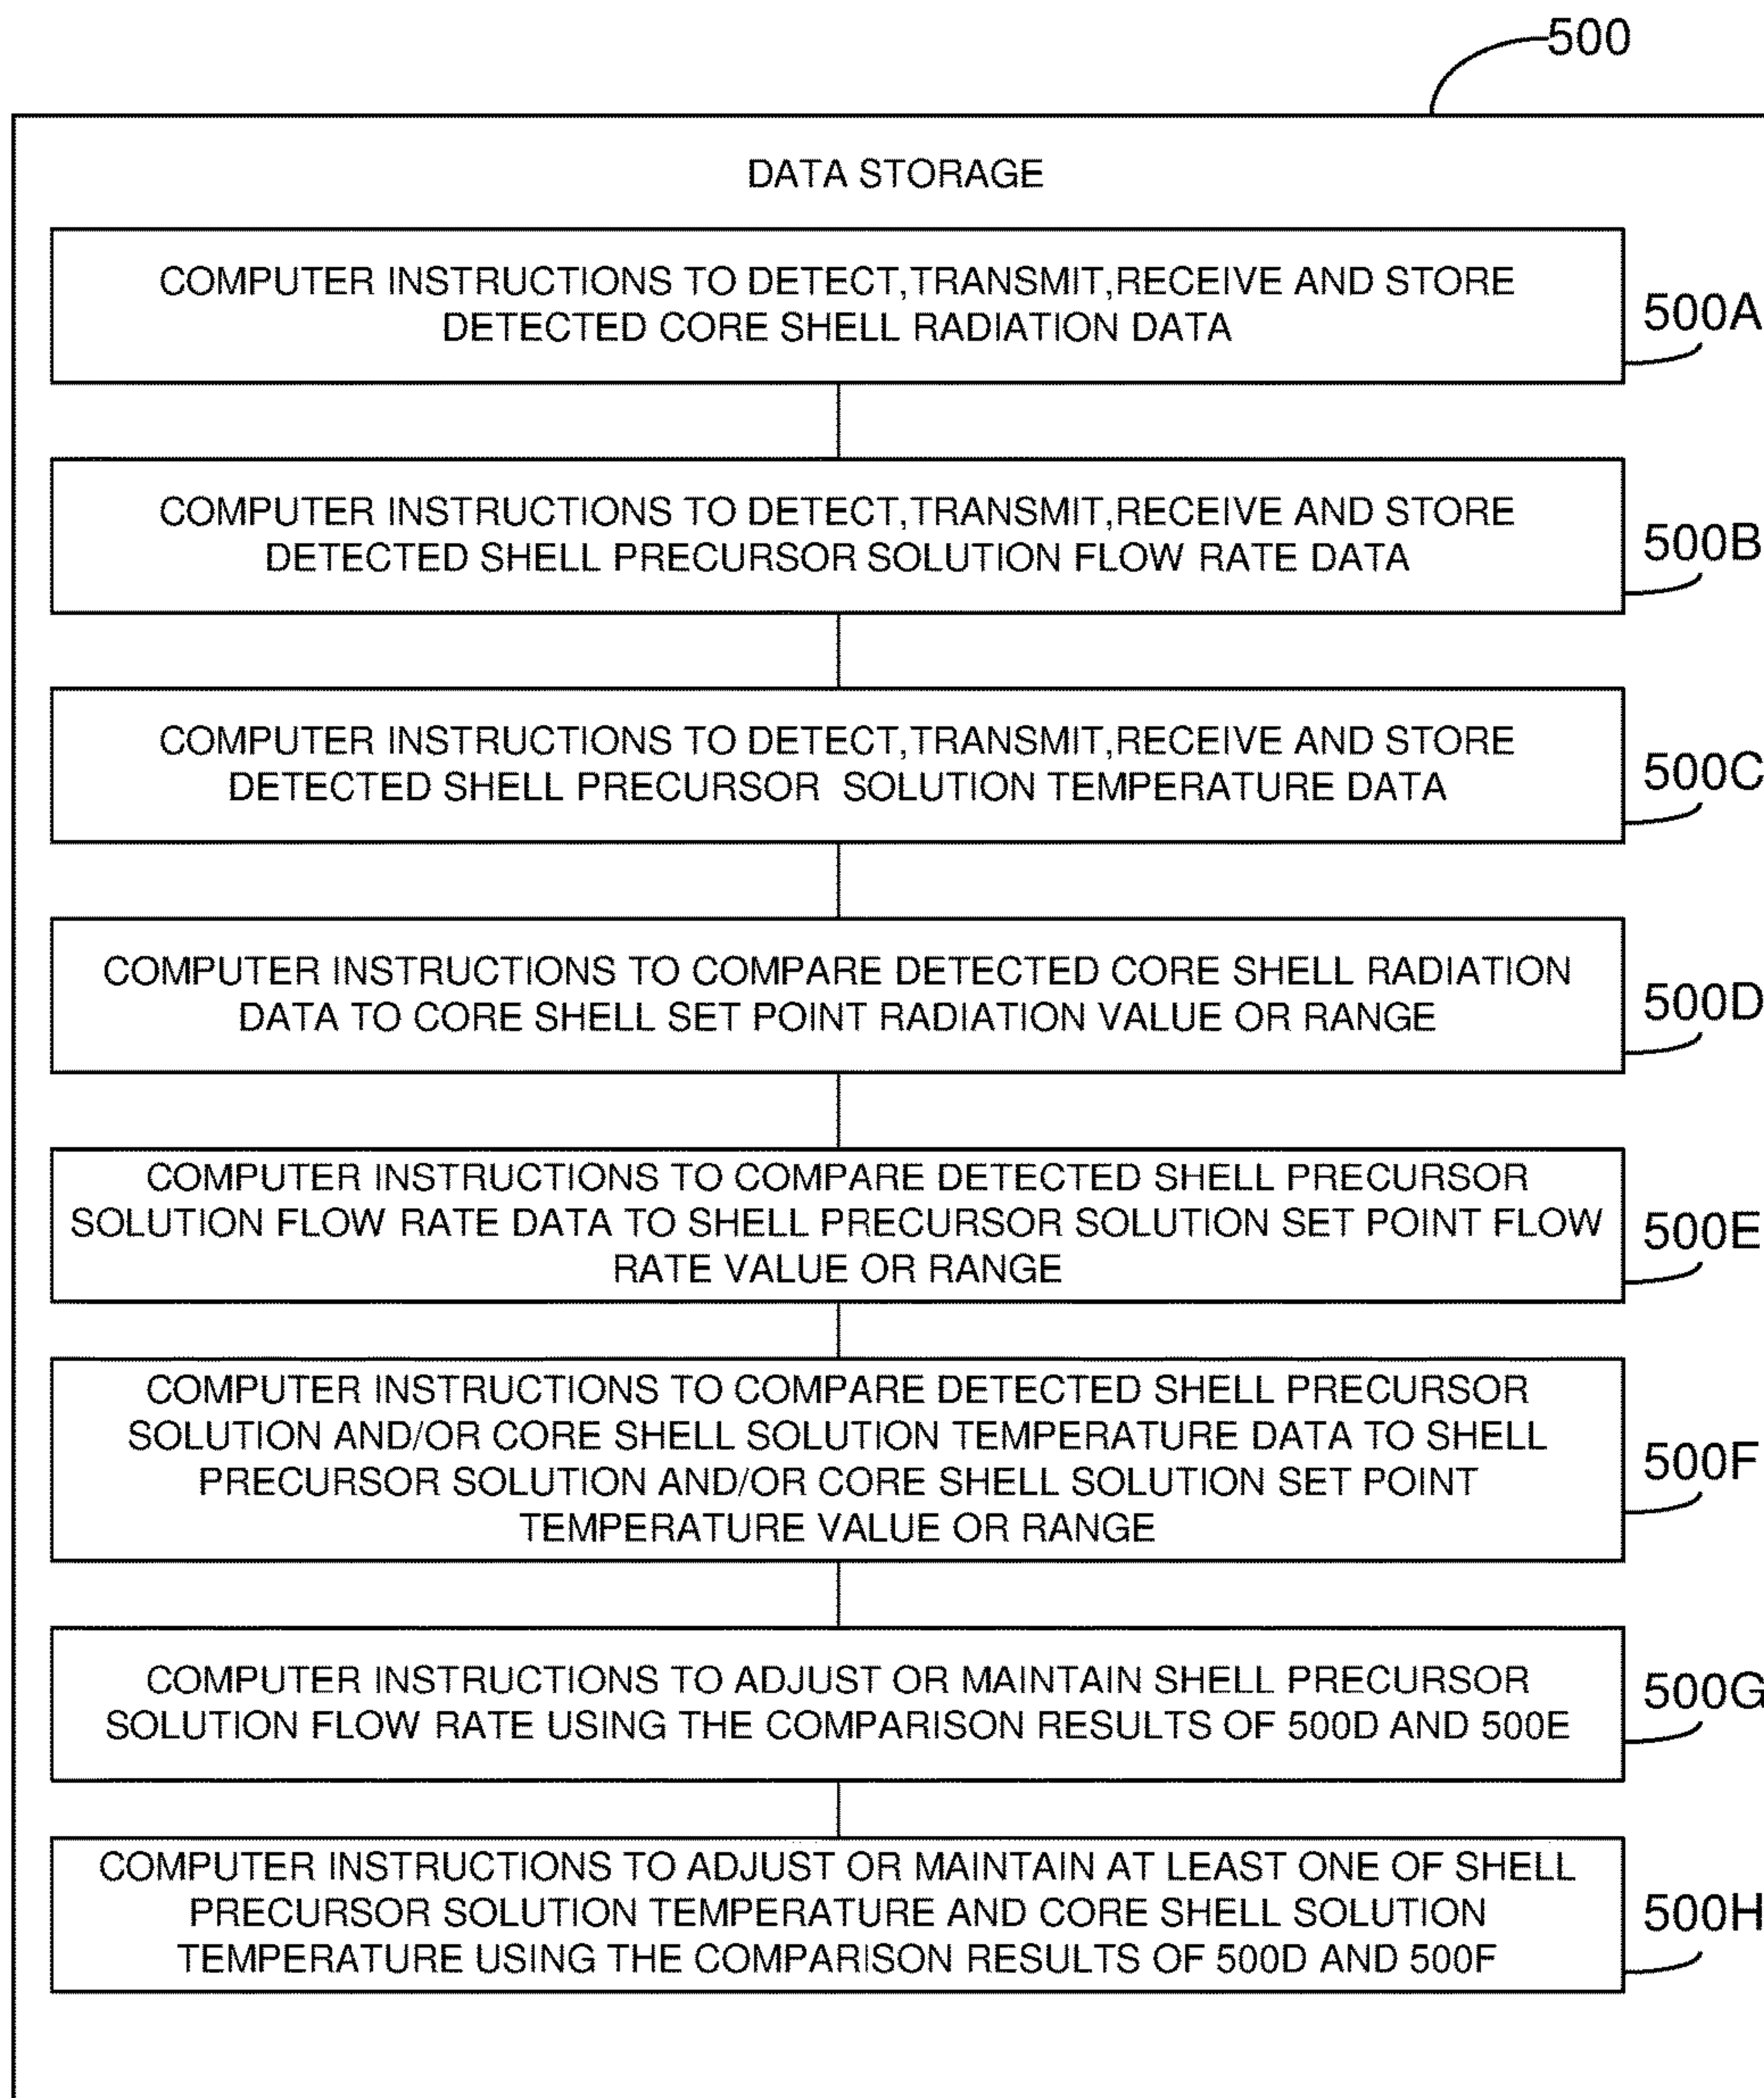 500
DATA STORAGE
COMPUTER INSTRUCTIONS TO DETECT,TRANSMIT,RECEIVE AND STORE
DETECTED CORE SHELL RADIATION DATA
500A
COMPUTER INSTRUCTIONS TO DETECT,TRANSMIT,RECEIVE AND STORE
DETECTED SHELL PRECURSOR SOLUTION FLOW RATE DATA
500B
COMPUTER INSTRUCTIONS TO DETECT,TRANSMIT,RECEIVE AND STORE
DETECTED SHELL PRECURSOR SOLUTION TEMPERATURE DATA
500C
COMPUTER INSTRUCTIONS TO COMPARE DETECTED CORE SHELL RADIATION
DATA TO CORE SHELL SET POINT RADIATION VALUE OR RANGE
500D
COMPUTER INSTRUCTIONS TO COMPARE DETECTED SHELL PRECURSOR
SOLUTION FLOW RATE DATA TO SHELL PRECURSOR SOLUTION SET POINT FLOW
RATE VALUE OR RANGE
500E
COMPUTER INSTRUCTIONS TO COMPARE DETECTED SHELL PRECURSOR
SOLUTION AND/OR CORE SHELL SOLUTION TEMPERATURE DATA TO SHELL
PRECURSOR SOLUTION AND/OR CORE SHELL SOLUTION SET POINT
TEMPERATURE VALUE OR RANGE
500F
COMPUTER INSTRUCTIONS TO ADJUST OR MAINTAIN SHELL PRECURSOR
SOLUTION FLOW RATE USING THE COMPARISON RESULTS OF 500D AND 500E
500G
COMPUTER INSTRUCTIONS TO ADJUST OR MAINTAIN AT LEAST ONE OF SHELL
PRECURSOR SOLUTION TEMPERATURE AND CORE SHELL SOLUTION
TEMPERATURE USING THE COMPARISON RESULTS OF 500D AND 500F
500H